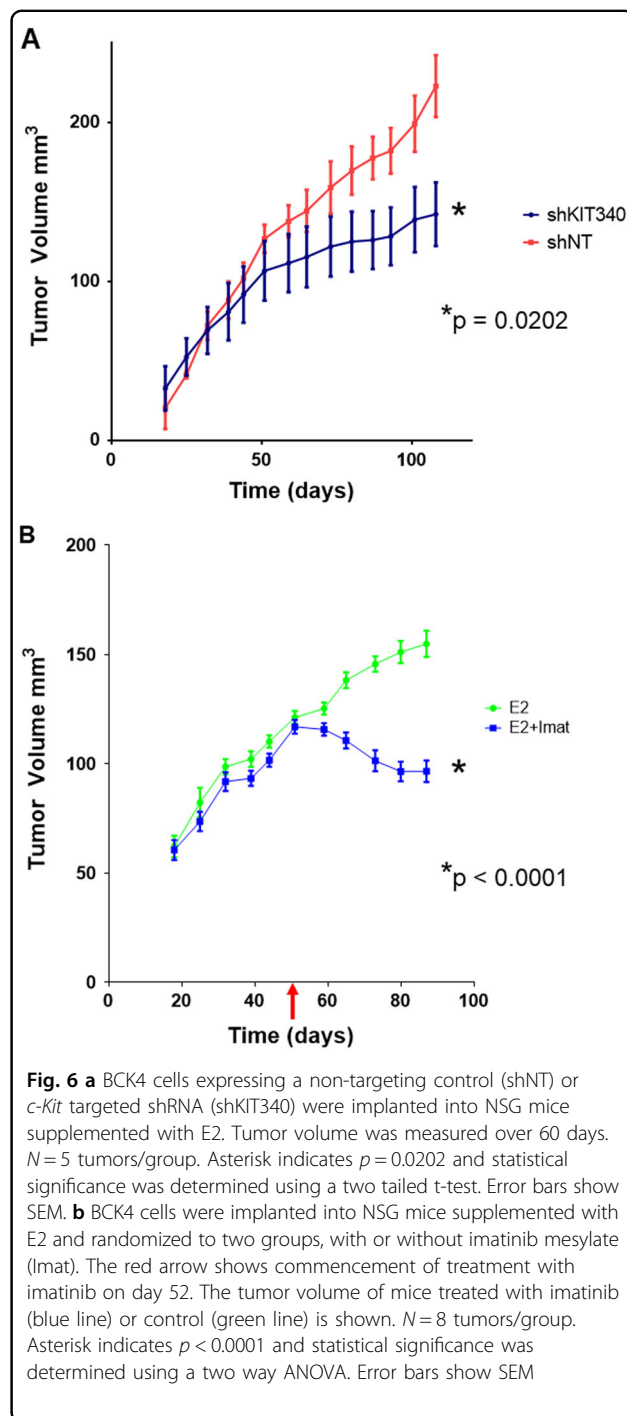 A
Tumor Volume mm³
200
100
0
0 50 100
Time (days)
shKIT340
shNT
*
*p = 0.0202
B
Tumor Volume mm³
200
150
100
50
0
0 20 40 60 80 100
Time (days)
E2
E2+Imat
*
*p < 0.0001
Fig. 6 a BCK4 cells expressing a non-targeting control (shNT) or
c-Kit targeted shRNA (shKIT340) were implanted into NSG mice
supplemented with E2. Tumor volume was measured over 60 days.
N = 5 tumors/group. Asterisk indicates p = 0.0202 and statistical
significance was determined using a two tailed t-test. Error bars show
SEM. b BCK4 cells were implanted into NSG mice supplemented with
E2 and randomized to two groups, with or without imatinib mesylate
(Imat). The red arrow shows commencement of treatment with
imatinib on day 52. The tumor volume of mice treated with imatinib
(blue line) or control (green line) is shown. N = 8 tumors/group.
Asterisk indicates p < 0.0001 and statistical significance was
determined using a two way ANOVA. Error bars show SEM